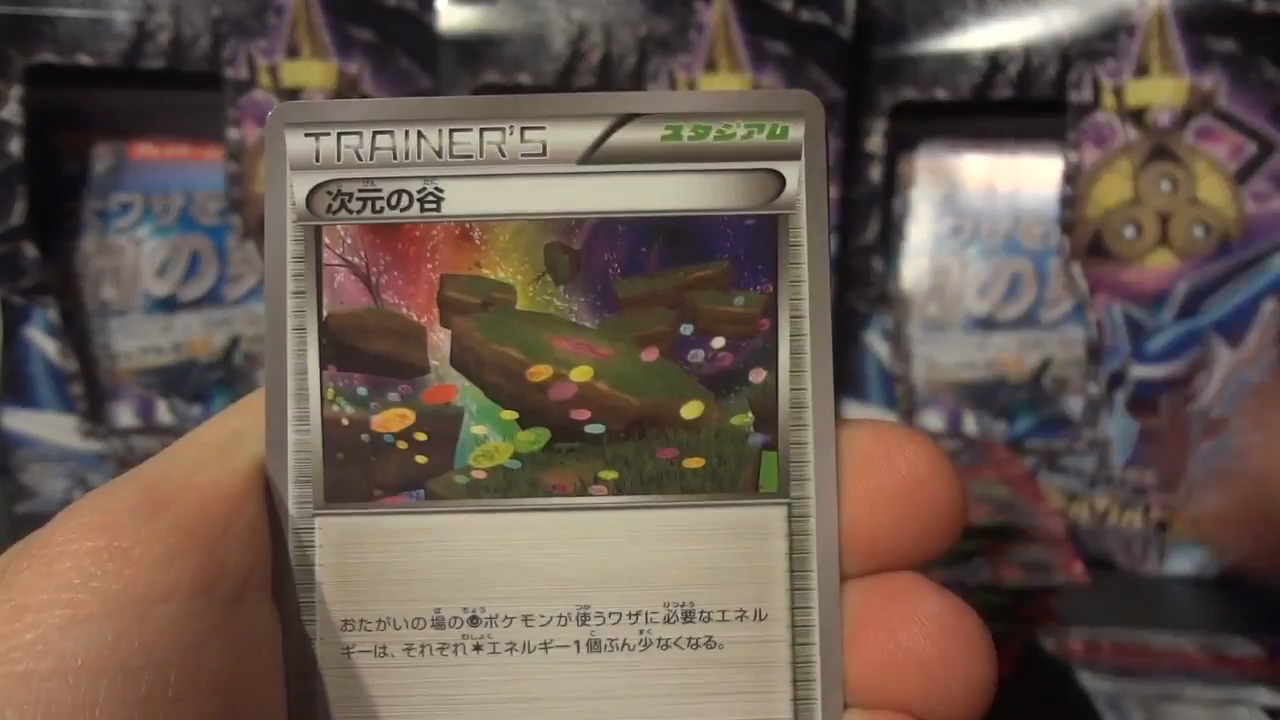 TRAINER'S
スタジアム
次元の谷
おたがいの場の超ポケモンが使うワザに必要なエネル
ギーは、それぞれ*エネルギー1個ぶん少なくなる。